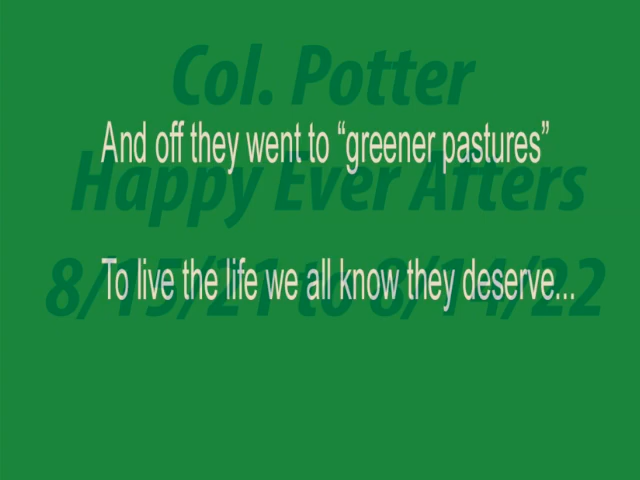 Col. Potter
And off they went to “greener pastures”
Happy Ever Afters
To live the life we all know they deserve...
8/15/21 to 8/14/22